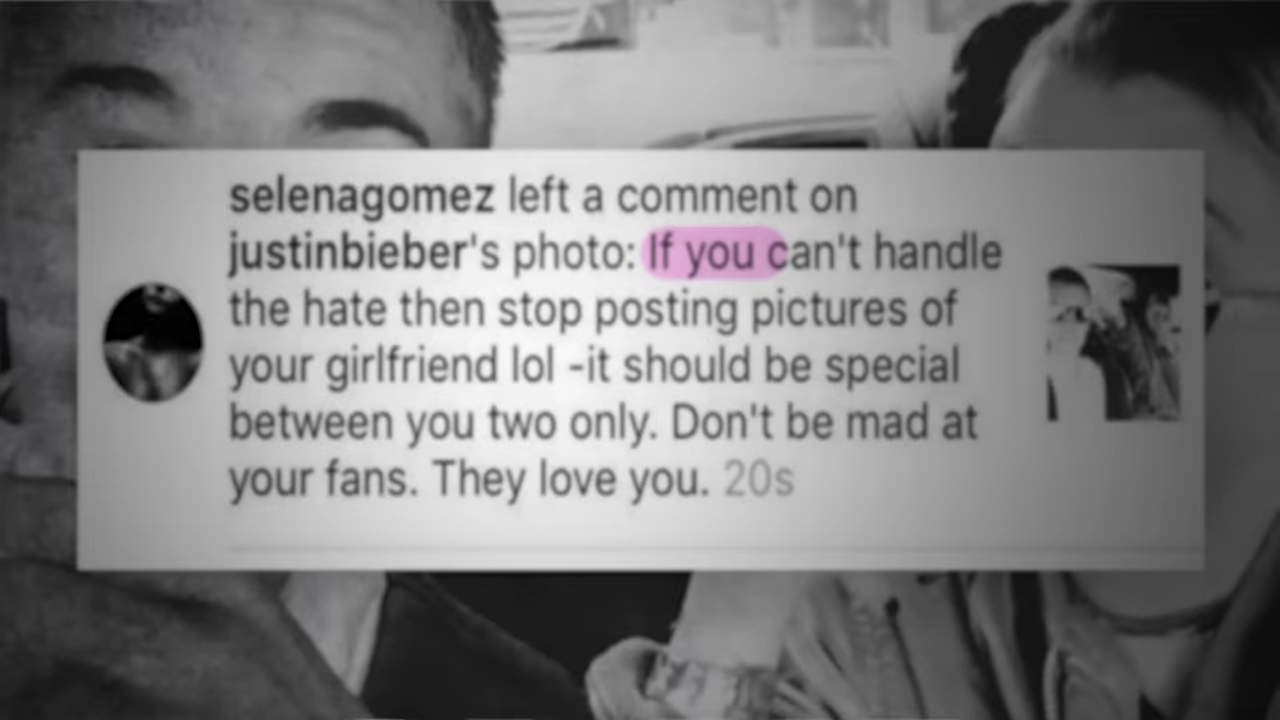 selenagomez left a comment on
justinbieber's photo: If you can't handle
the hate then stop posting pictures of
your girlfriend lol -it should be special
between you two only. Don't be mad at
your fans. They love you. 20s